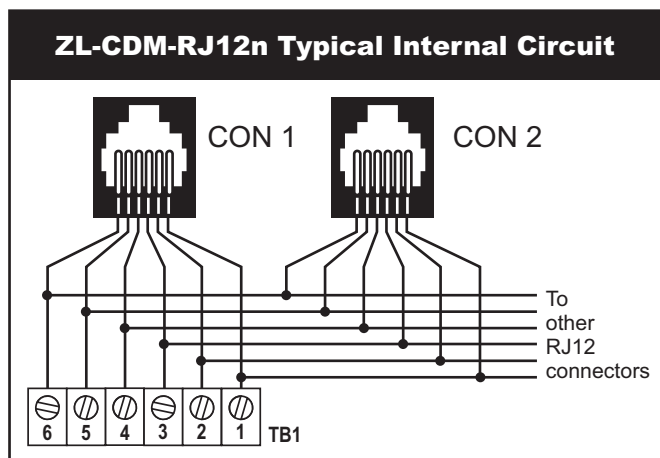 ZL-CDM-RJ12n Typical Internal Circuit
CON 1
CON 2
To
other
RJ12
connectors
6 5 4 3 2 1 TB1